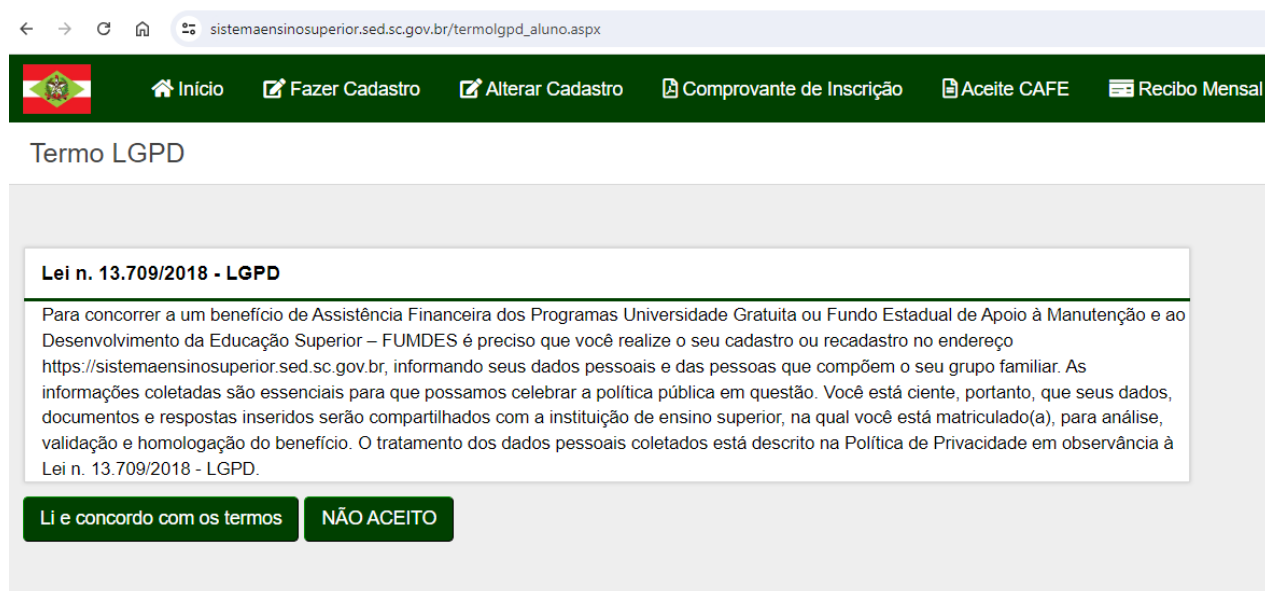 sistemaensinosuperior.sed.sc.gov.br/termolgpd_aluno.aspx
Início Fazer Cadastro Alterar Cadastro Comprovante de Inscrição Aceite CAFE Recibo Mensal
Termo LGPD
Lei n. 13.709/2018 - LGPD
Para concorrer a um benefício de Assistência Financeira dos Programas Universidade Gratuita ou Fundo Estadual de Apoio à Manutenção e ao
Desenvolvimento da Educação Superior – FUMDES é preciso que você realize o seu cadastro ou recadastro no endereço
https://sistemaensinosuperior.sed.sc.gov.br, informando seus dados pessoais e das pessoas que compõem o seu grupo familiar. As
informações coletadas são essenciais para que possamos celebrar a política pública em questão. Você está ciente, portanto, que seus dados,
documentos e respostas inseridos serão compartilhados com a instituição de ensino superior, na qual você está matriculado(a), para análise,
validação e homologação do benefício. O tratamento dos dados pessoais coletados está descrito na Política de Privacidade em observância à
Lei n. 13.709/2018 - LGPD.
Li e concordo com os termos NÃO ACEITO